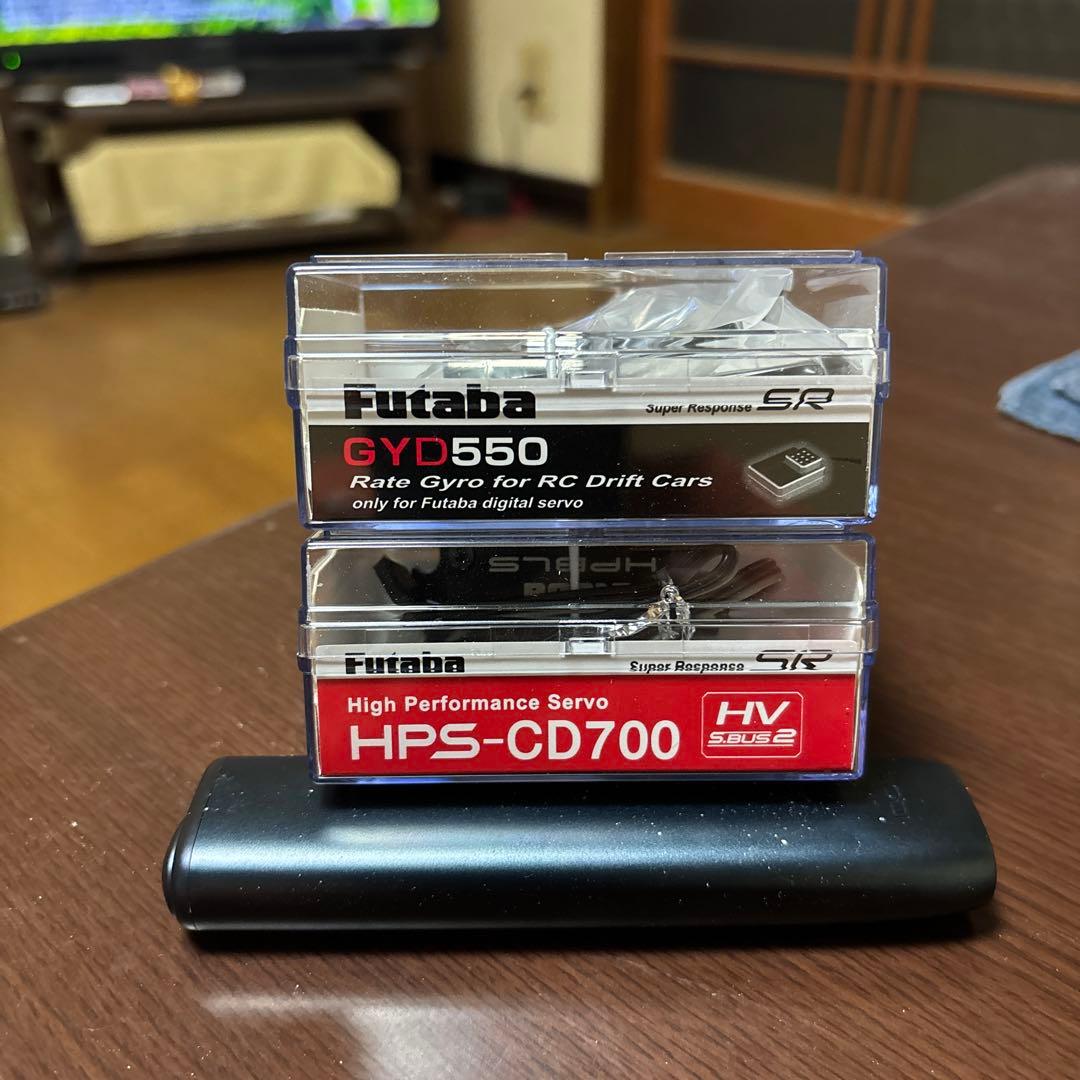 Futaba
Super Response SR
GYD550
Rate Gyro for RC Drift Cars
only for Futaba digital servo
HPBLS
Futaba
Super Response SR
High Performance Servo
HPS-CD700
HV
S.BUS2